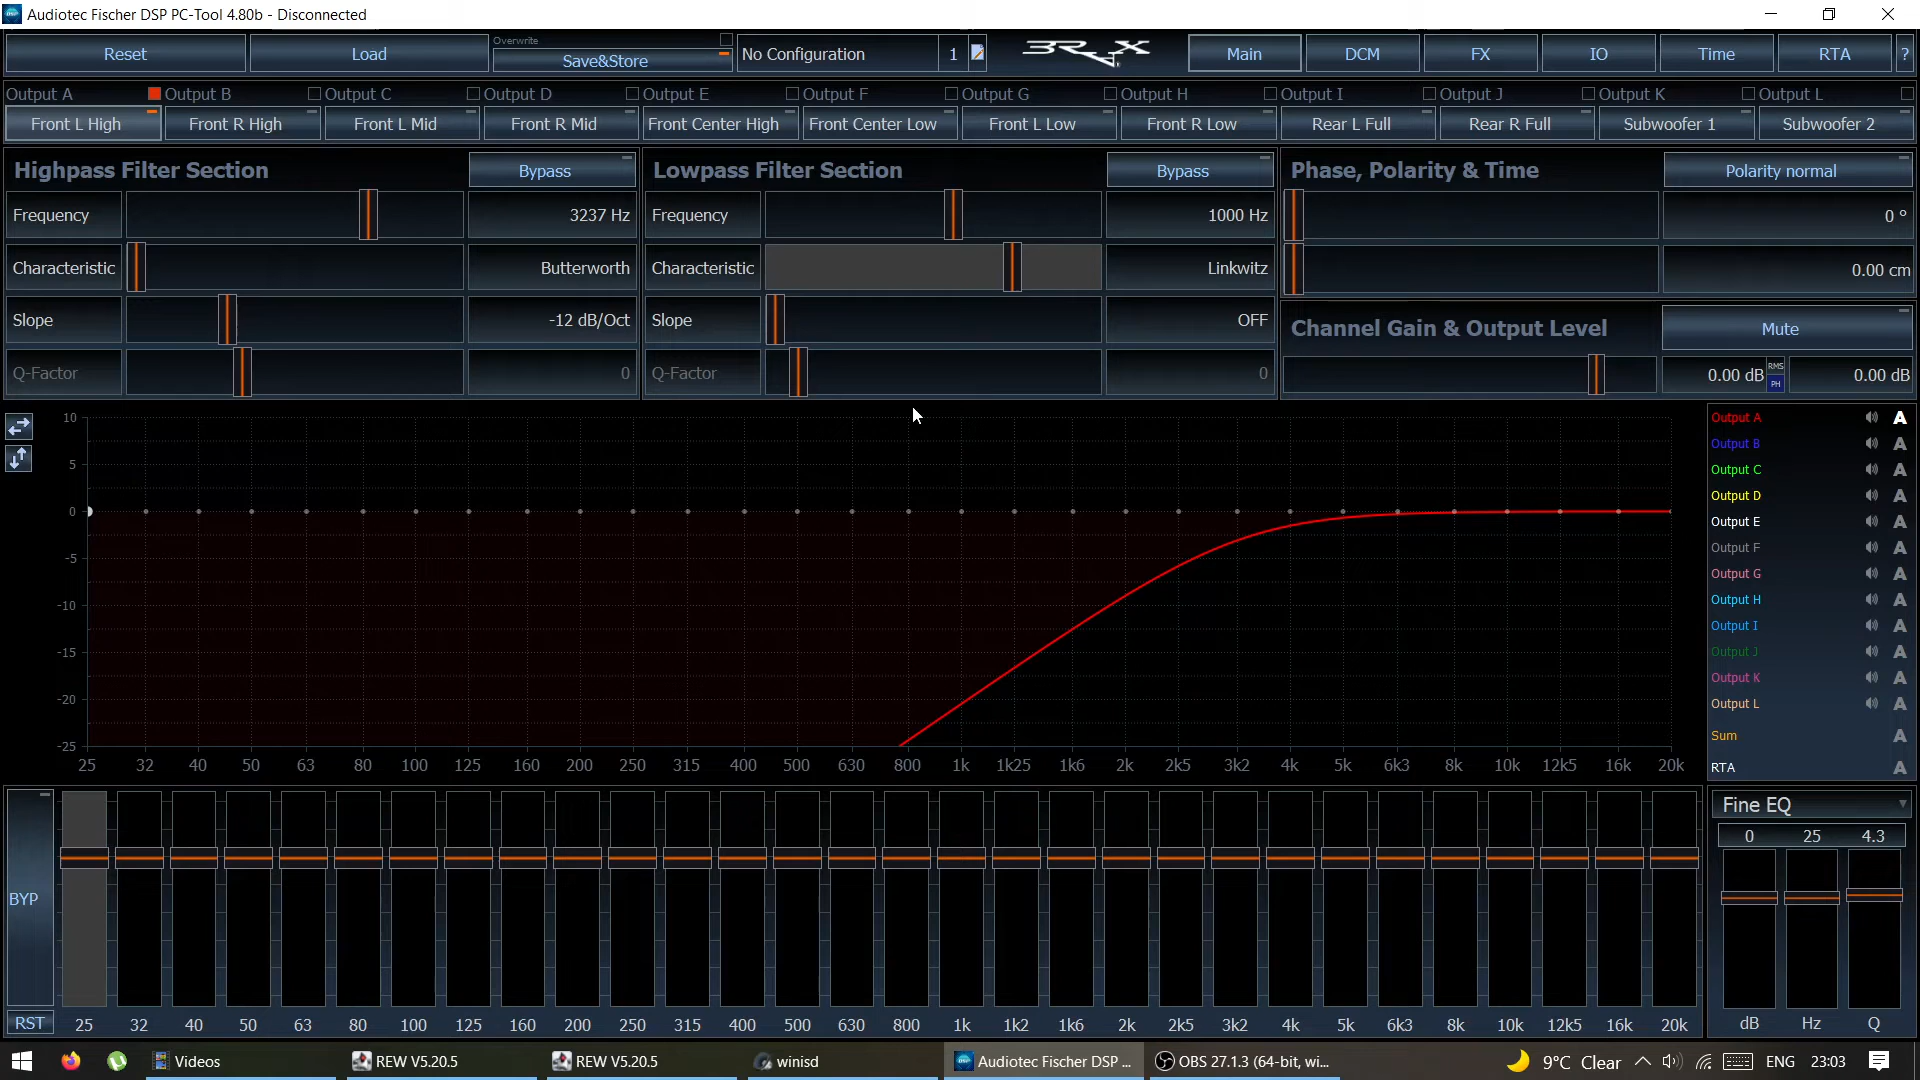 Audiotec Fischer DSP PC-Tool 4.80b - Disconnected
Reset
Load
Overwrite
Save&Store
No Configuration
1
BRAX
Main
DCM
FX
IO
Time
RTA
?
Output A
Output B
Output C
Output D
Output E
Output F
Output G
Output H
Output I
Output J
Output K
Output L
Front L High
Front R High
Front L Mid
Front R Mid
Front Center High
Front Center Low
Front L Low
Front R Low
Rear L Full
Rear R Full
Subwoofer 1
Subwoofer 2
Highpass Filter Section
Bypass
Frequency
3237 Hz
Characteristic
Butterworth
Slope
-12 dB/Oct
Q-Factor
0
Lowpass Filter Section
Bypass
Frequency
1000 Hz
Characteristic
Linkwitz
Slope
OFF
Q-Factor
0
Phase, Polarity & Time
Polarity normal
0 °
0.00 cm
Channel Gain & Output Level
Mute
0.00 dB
RMS
PH
0.00 dB
10
5
0
-5
-10
-15
-20
-25
25 32 40 50 63 80 100 125 160 200 250 315 400 500 630 800 1k 1k25 1k6 2k 2k5 3k2 4k 5k 6k3 8k 10k 12k5 16k 20k
Output A A
Output B A
Output C A
Output D A
Output E A
Output F A
Output G A
Output H A
Output I A
Output J A
Output K A
Output L A
Sum A
RTA A
BYP
RST
25 32 40 50 63 80 100 125 160 200 250 315 400 500 630 800 1k 1k2 1k6 2k 2k5 3k2 4k 5k 6k3 8k 10k 12k5 16k 20k
Fine EQ
0 25 4.3
dB Hz Q
Videos
REW V5.20.5
REW V5.20.5
winisd
Audiotec Fischer DSP ...
OBS 27.1.3 (64-bit, wi...
9°C Clear
ENG
23:03